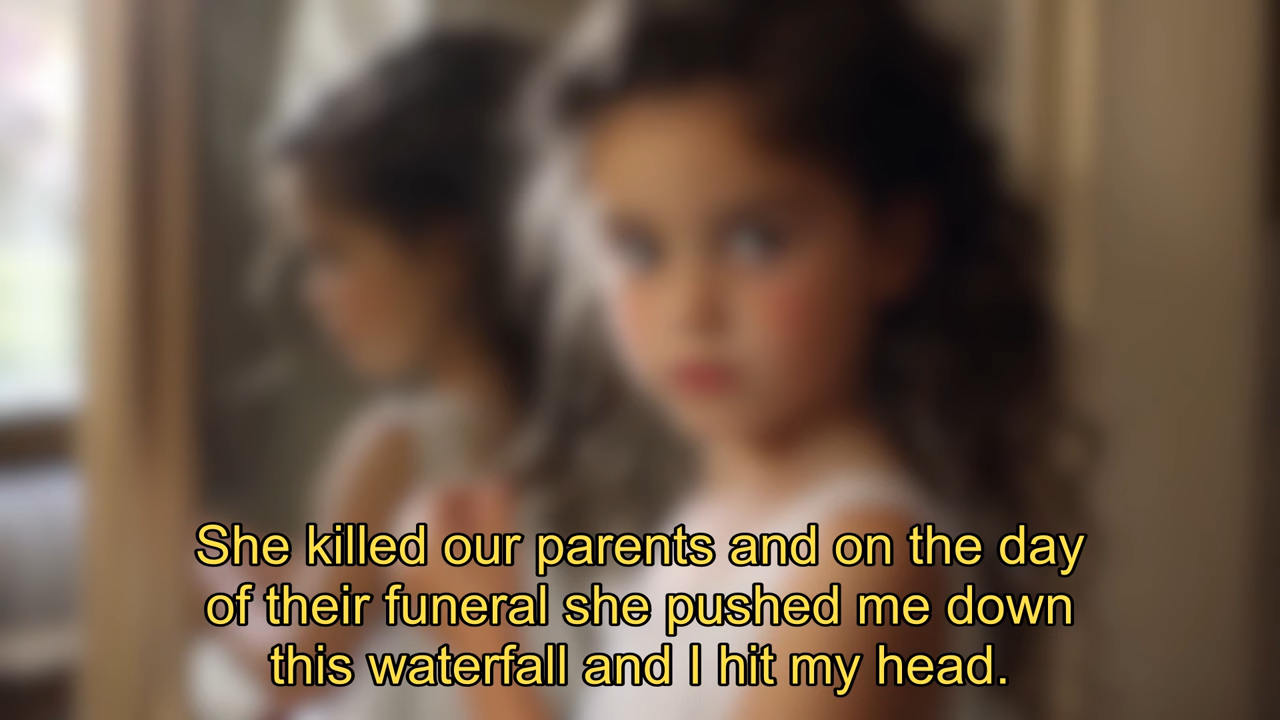 She killed our parents and on the day
of their funeral she pushed me down
this waterfall and I hit my head.